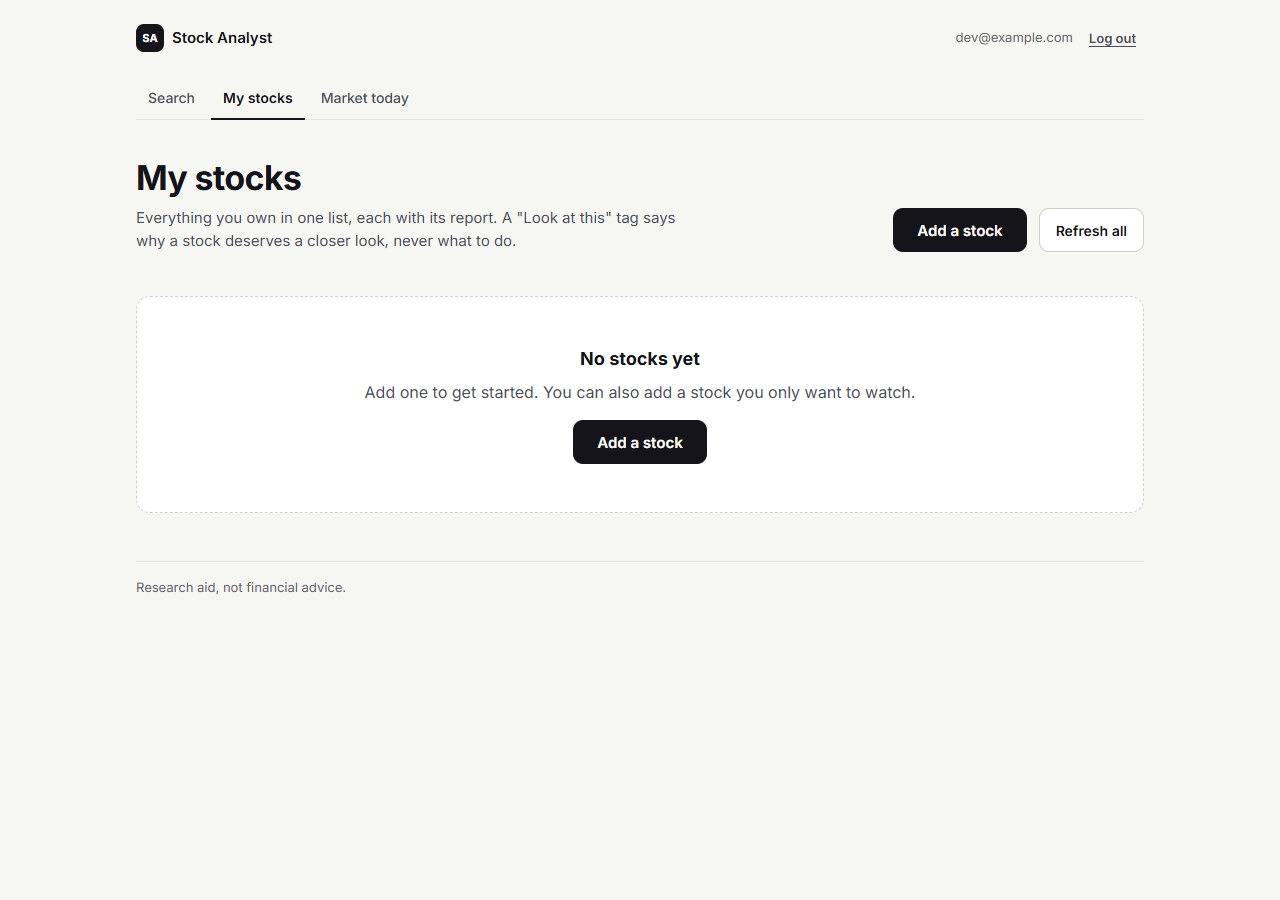 SA Stock Analyst
dev@example.com Log out
Search My stocks Market today
My stocks
Everything you own in one list, each with its report. A "Look at this" tag says
why a stock deserves a closer look, never what to do.
Add a stock Refresh all
No stocks yet
Add one to get started. You can also add a stock you only want to watch.
Add a stock
Research aid, not financial advice.